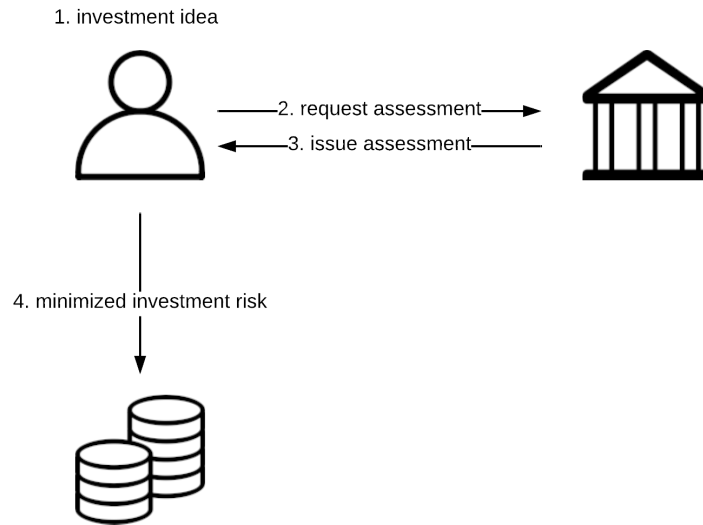 1. investment idea
2. request assessment
3. issue assessment
4. minimized investment risk